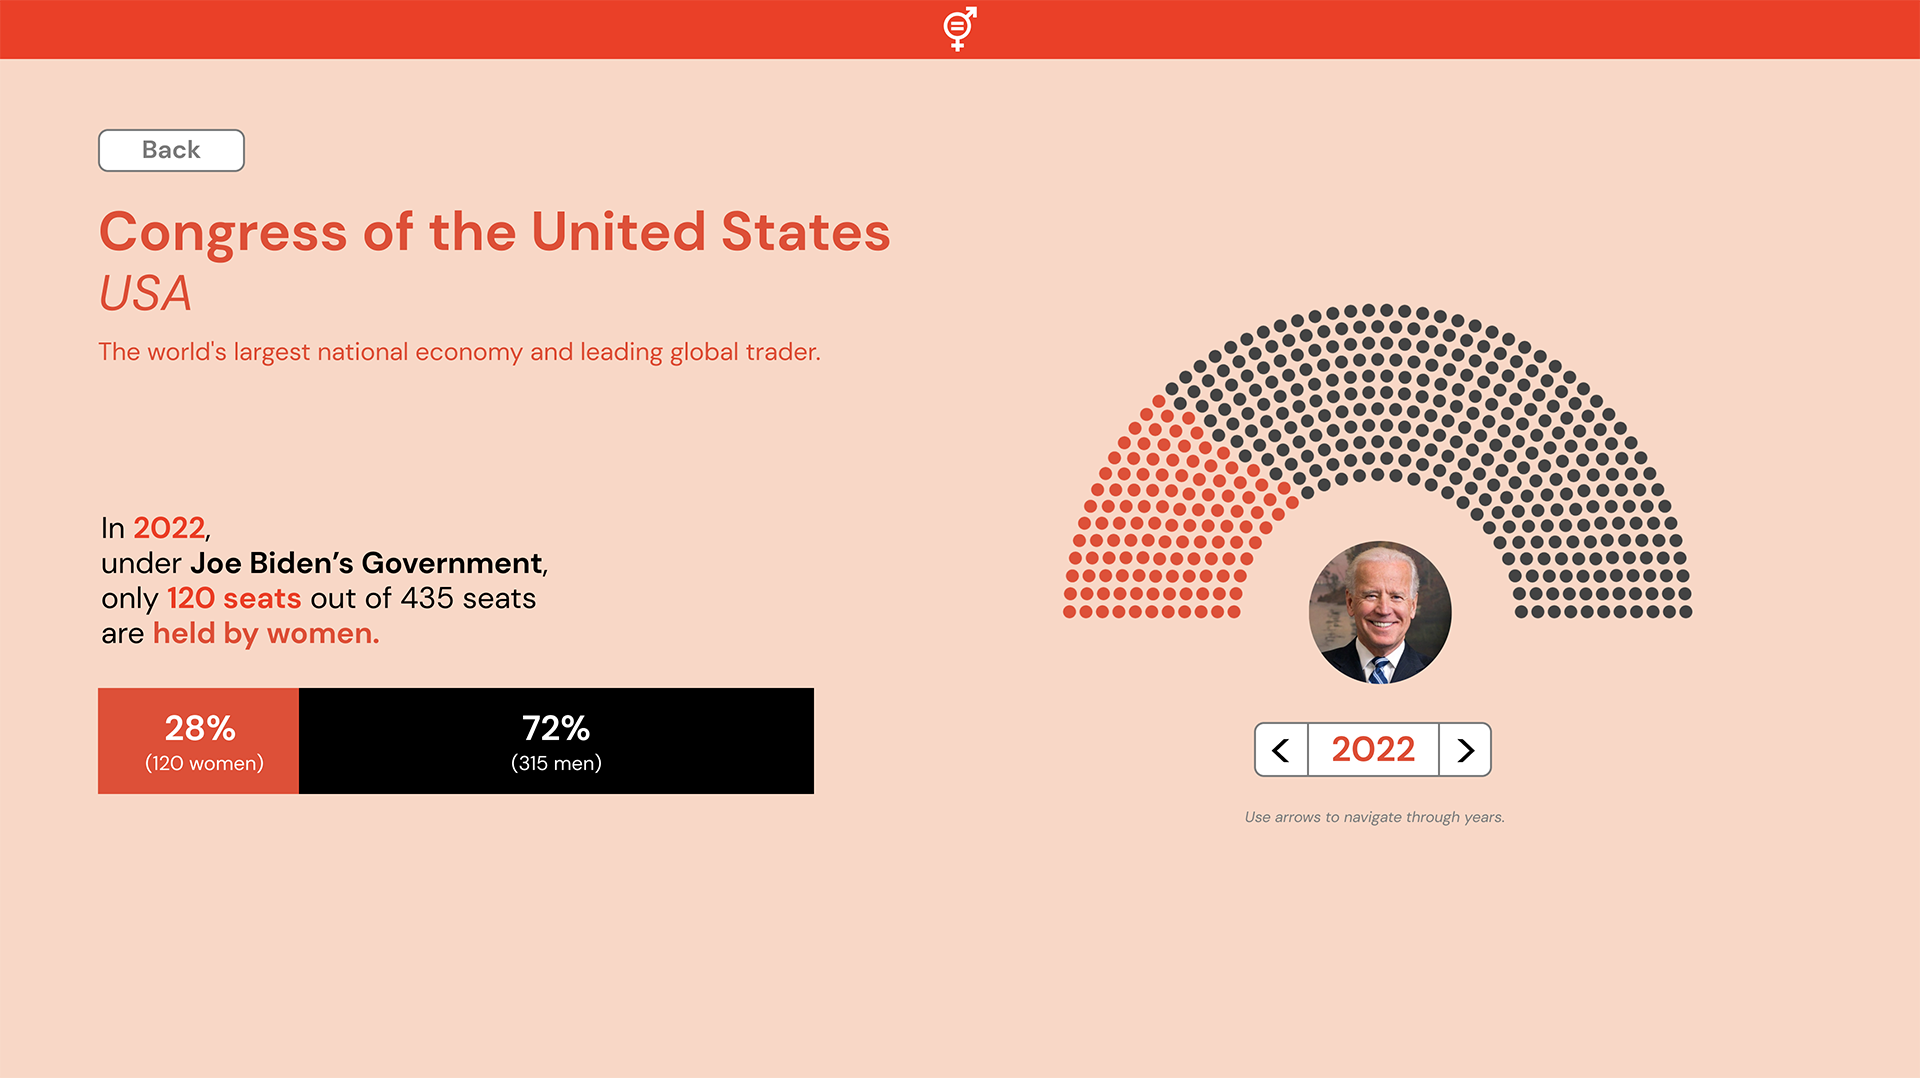 Back
Congress of the United States
USA
The world's largest national economy and leading global trader.
In 2022,
under Joe Biden’s Government,
only 120 seats out of 435 seats
are held by women.
28%
(120 women)
72%
(315 men)
< 2022 >
Use arrows to navigate through years.